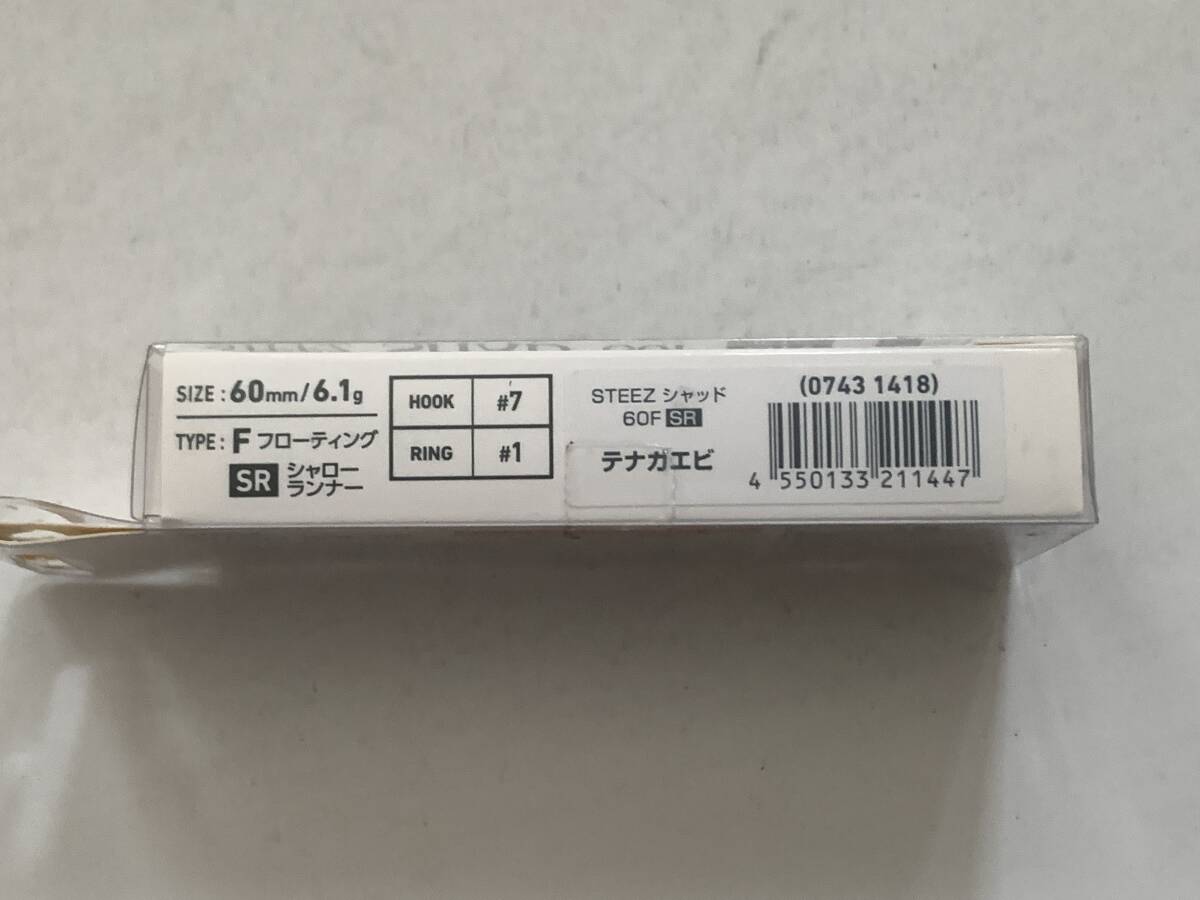 SIZE : 60mm/6.1g
TYPE : F フローティング
SR シャロー
ランナー
HOOK #7
RING #1
STEEZ シャッド
60F SR
テナガエビ
(0743 1418)
4 550133 211447